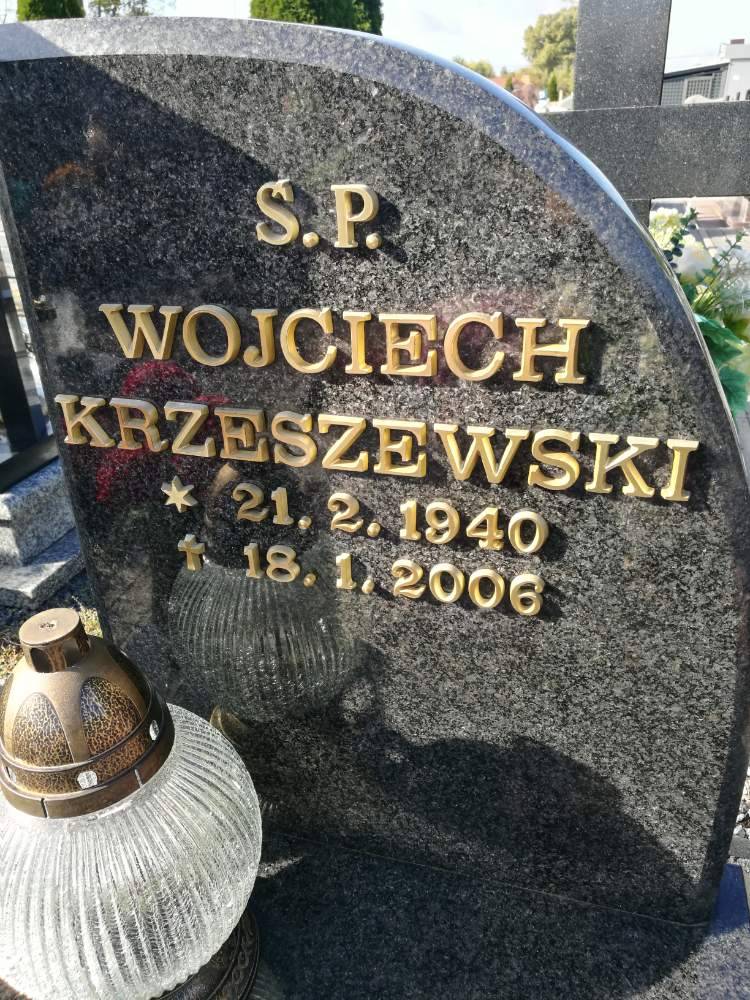 Ś.P.
WOJCIECH
KRZESZEWSKI
* 21. 2. 1940
✝ 18. 1. 2006